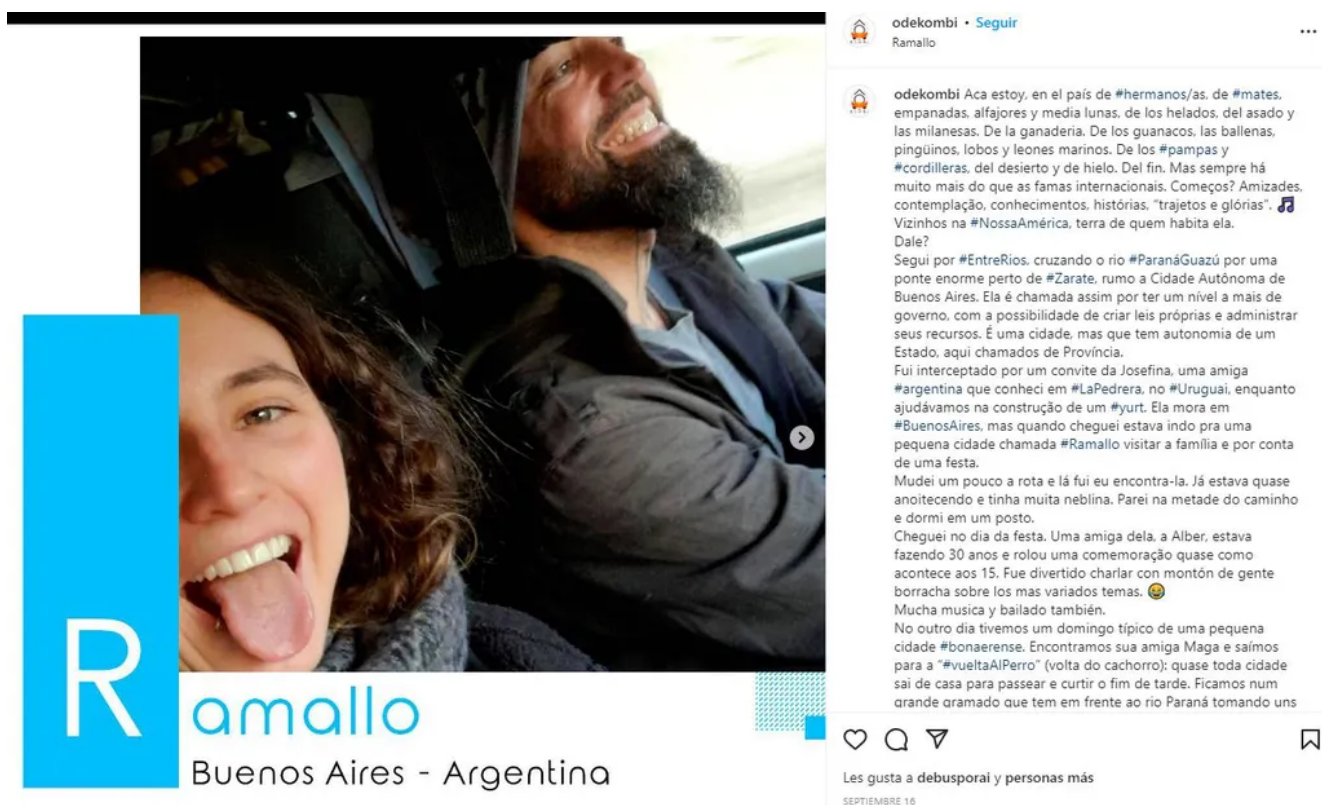 Ramallo
Buenos Aires - Argentina
odekombi • Seguir
Ramallo
odekombi Aca estoy, en el país de #hermanos/as, de #mates,
empanadas, alfajores y media lunas, de los helados, del asado y
las milanesas. De la ganaderia. De los guanacos, las ballenas,
pingüinos, lobos y leones marinos. De los #pampas y
#cordilleras, del desierto y de hielo. Del fin. Mas sempre há
muito mais do que as famas internacionais. Começos? Amizades,
contemplação, conhecimentos, histórias, "trajetos e glórias". 🎵
Vizinhos na #NossaAmérica, terra de quem habita ela.
Dale?
Segui por #EntreRios, cruzando o rio #ParanáGuazú por uma
ponte enorme perto de #Zarate, rumo a Cidade Autônoma de
Buenos Aires. Ela é chamada assim por ter um nível a mais de
governo, com a possibilidade de criar leis próprias e administrar
seus recursos. É uma cidade, mas que tem autonomia de um
Estado, aqui chamados de Província.
Fui interceptado por um convite da Josefina, uma amiga
#argentina que conheci em #LaPedrera, no #Uruguai, enquanto
ajudávamos na construção de um #yurt. Ela mora em
#BuenosAires, mas quando cheguei estava indo pra uma
pequena cidade chamada #Ramallo visitar a família e por conta
de uma festa.
Mudei um pouco a rota e lá fui eu encontra-la. Já estava quase
anoitecendo e tinha muita neblina. Parei na metade do caminho
e dormi em um posto.
Cheguei no dia da festa. Uma amiga dela, a Alber, estava
fazendo 30 anos e rolou uma comemoração quase como
acontece aos 15. Fue divertido charlar con montón de gente
borracha sobre los mas variados temas. 😂
Mucha musica y bailado también.
No outro dia tivemos um domingo típico de uma pequena
cidade #bonaerense. Encontramos sua amiga Maga e saímos
para a "#vueltaAlPerro" (volta do cachorro): quase toda cidade
sai de casa para passear e curtir o fim de tarde. Ficamos num
grande gramado que tem em frente ao rio Paraná tomando uns
Les gusta a debusporai y personas más
SEPTIEMBRE 16